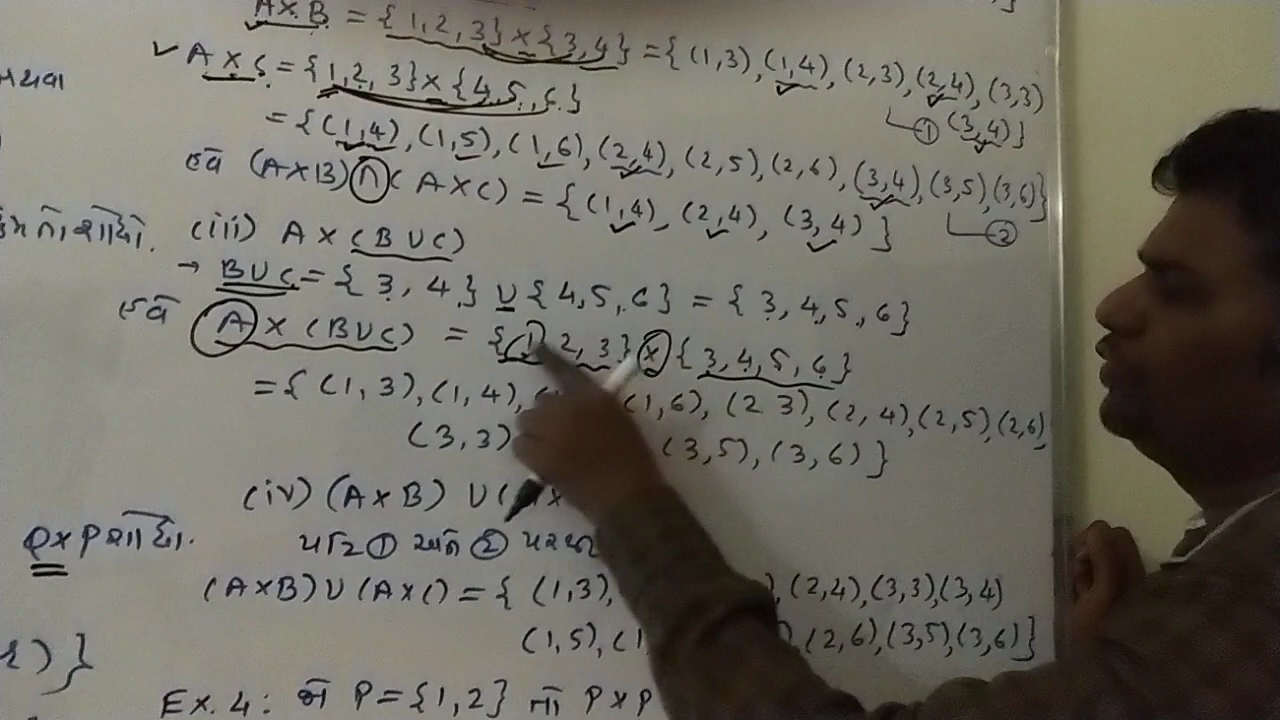 A × B = {1,2,3} × {3,4} = {(1,3), (1,4), (2,3), (2,4), (3,3)
① (3,4)}
✓ A × C = {1,2,3} × {4,5,6}
= {(1,4), (1,5), (1,6), (2,4), (2,5), (2,6), (3,4), (3,5), (3,6)}
②
હવે (A×B) ∩ (A×C) = {(1,4), (2,4), (3,4)}
(iii) A × (B ∪ C)
→ B ∪ C = {3, 4} ∪ {4,5,6} = {3,4,5,6}
હવે A × (B ∪ C) = {1, 2, 3} × {3,4,5,6}
= {(1,3), (1,4), (1,6), (2 3), (2,4), (2,5), (2,6),
(3,3) (3,5), (3,6)}
(iv) (A×B) ∪ (
① અને ②
(A×B) ∪ (A×C) = { (1,3), (2,4), (3,3) (3,4)
(1,5), (2,6), (3,5), (3,6)}
Ex. 4: જો P = {1,2} તો P × P
અથવા
શોધો.
Q×P શોધો.
)}